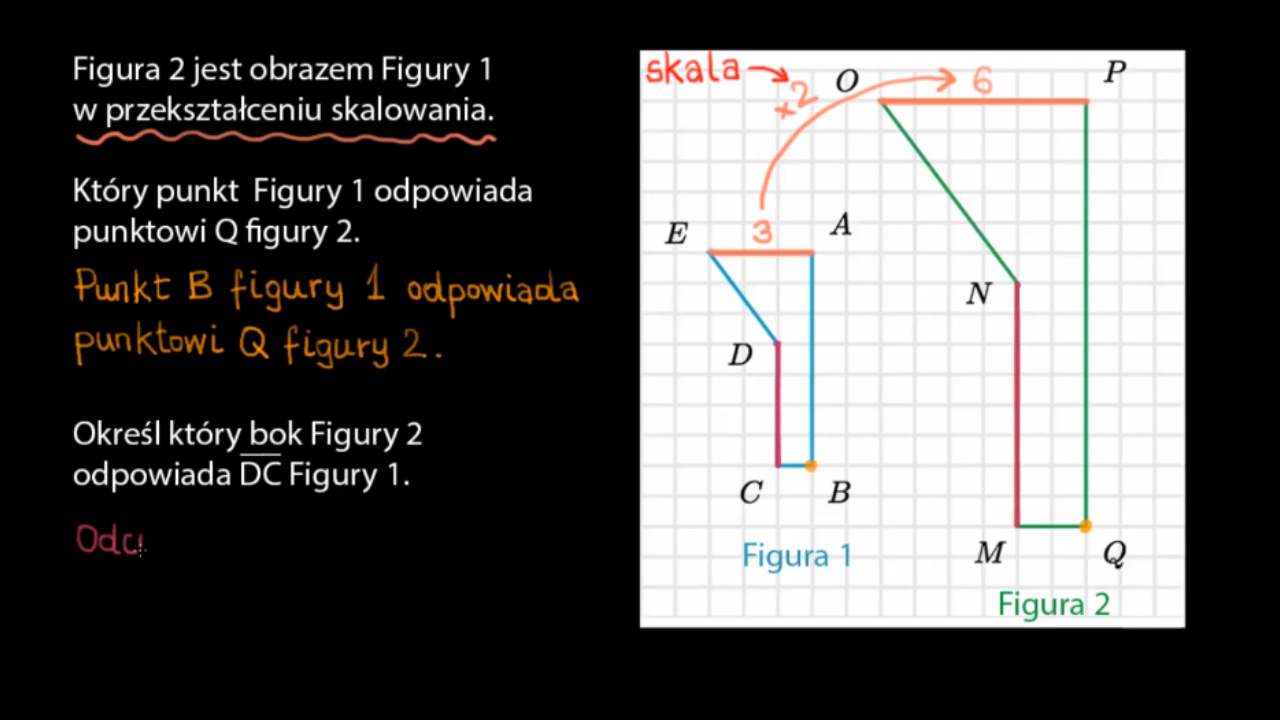 Figura 2 jest obrazem Figury 1
w przekształceniu skalowania.
Który punkt Figury 1 odpowiada
punktowi Q figury 2.
Punkt B figury 1 odpowiada
punktowi Q figury 2.
Określ który bok Figury 2
odpowiada DC Figury 1.
Odci
skala
×2
6
O
P
3
E
A
N
D
C
B
M
Q
Figura 1
Figura 2